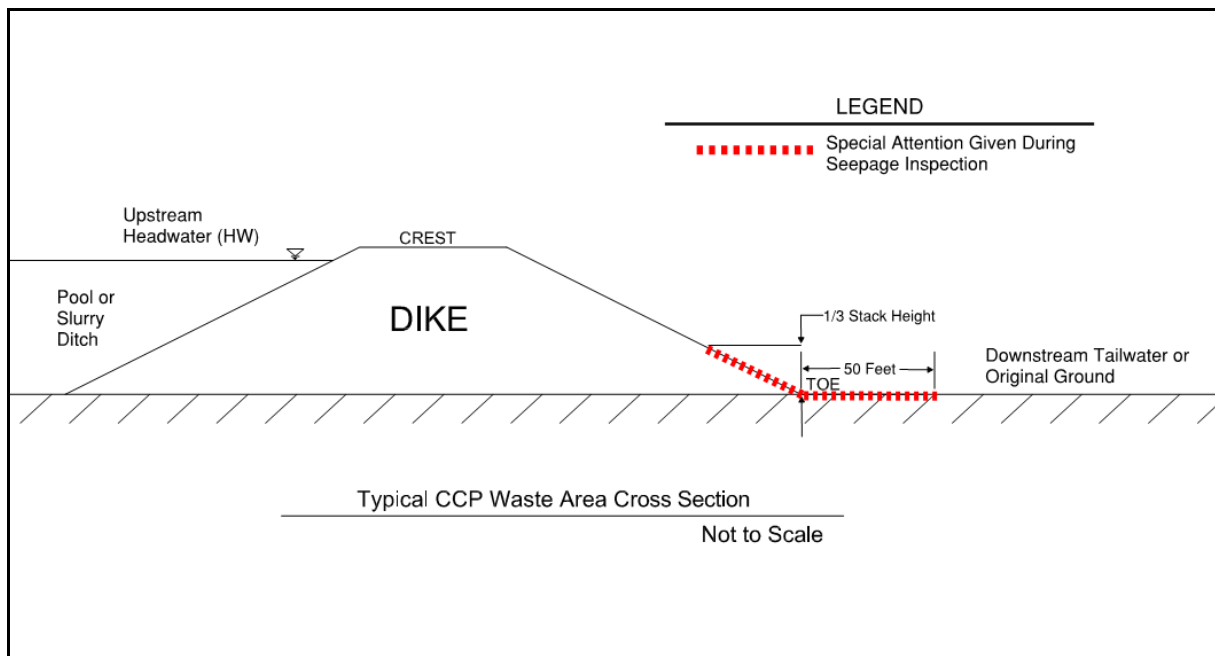 LEGEND
Special Attention Given During
Seepage Inspection
Upstream
Headwater (HW)
CREST
Pool or
Slurry
Ditch
DIKE
1/3 Stack Height
50 Feet
TOE
Downstream Tailwater or
Original Ground
Typical CCP Waste Area Cross Section
Not to Scale